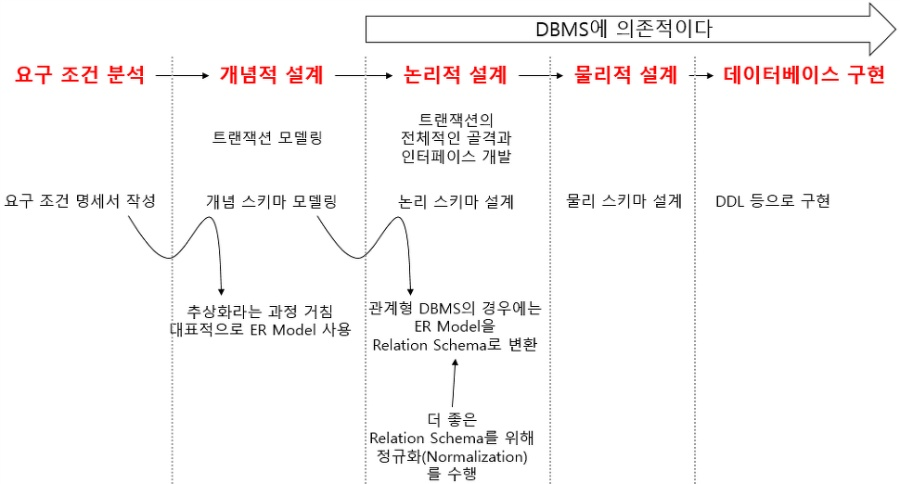 DBMS에 의존적이다
요구 조건 분석
개념적 설계
논리적 설계
물리적 설계
데이터베이스 구현
트랜잭션 모델링
트랜잭션의
전체적인 골격과
인터페이스 개발
요구 조건 명세서 작성
개념 스키마 모델링
논리 스키마 설계
물리 스키마 설계
DDL 등으로 구현
추상화라는 과정 거침
대표적으로 ER Model 사용
관계형 DBMS의 경우에는
ER Model을
Relation Schema로 변환
더 좋은
Relation Schema를 위해
정규화(Normalization)
를 수행